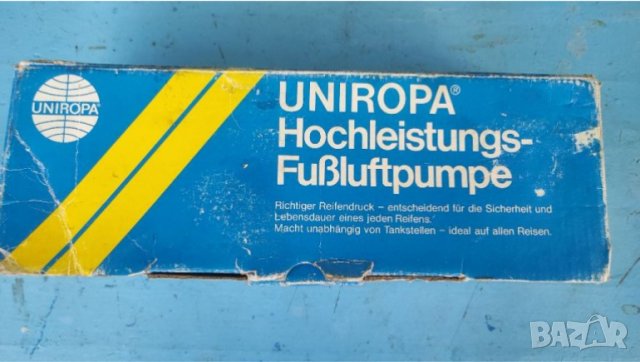 UNIROPA
UNIROPA®
Hochleistungs-
Fußluftpumpe
Richtiger Reifendruck – entscheidend für die Sicherheit und
Lebensdauer eines jeden Reifens.
Macht unabhängig von Tankstellen – ideal auf allen Reisen.
BAZAR